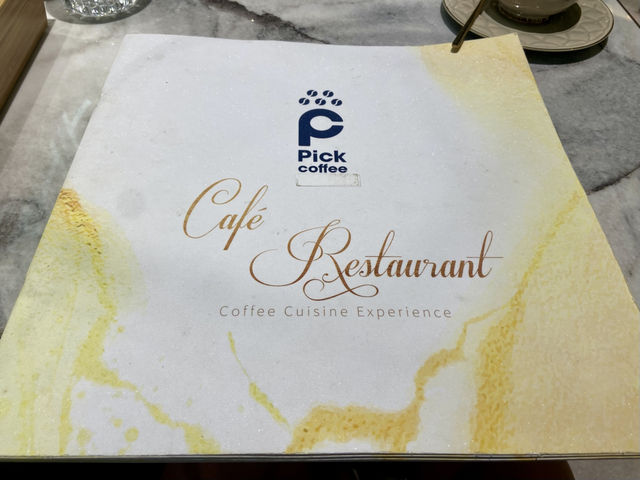 Pick
coffee
Café
Restaurant
Coffee Cuisine Experience